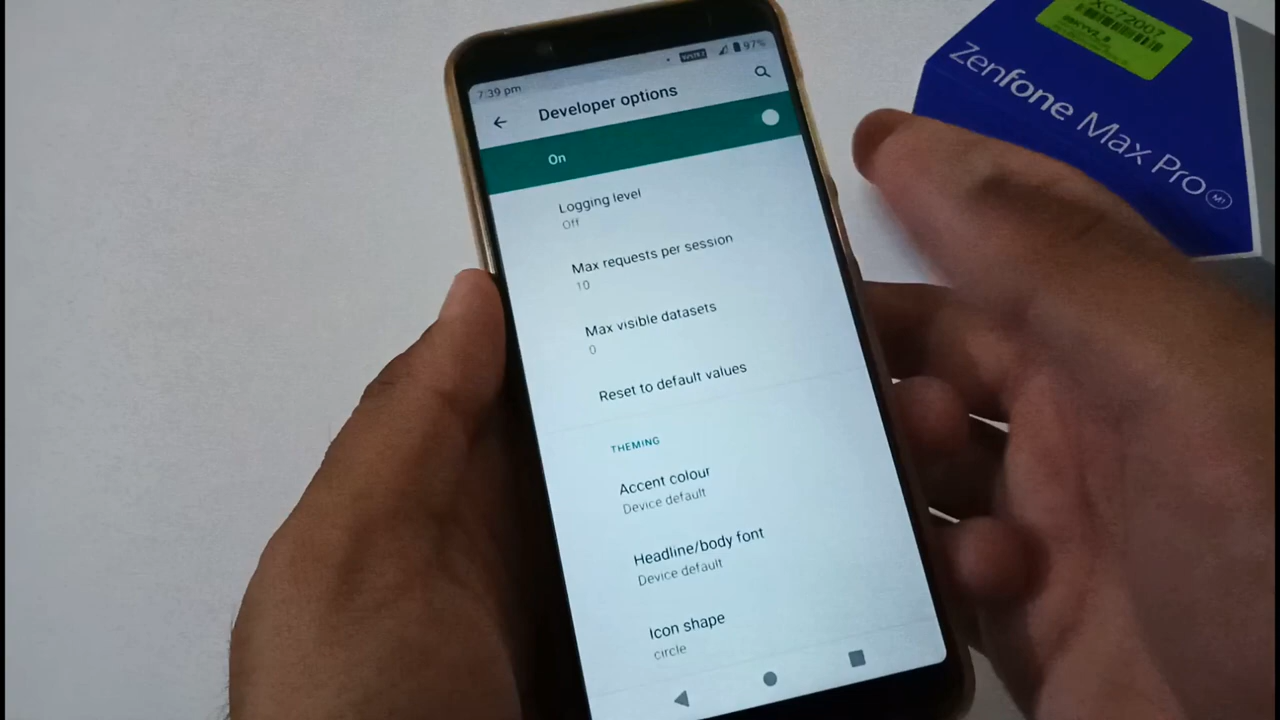 7:39 pm
97%
Developer options
On
Logging level
Off
Max requests per session
10
Max visible datasets
0
Reset to default values
THEMING
Accent colour
Device default
Headline/body font
Device default
Icon shape
circle
XC72007
Zenfone Max Pro
M1